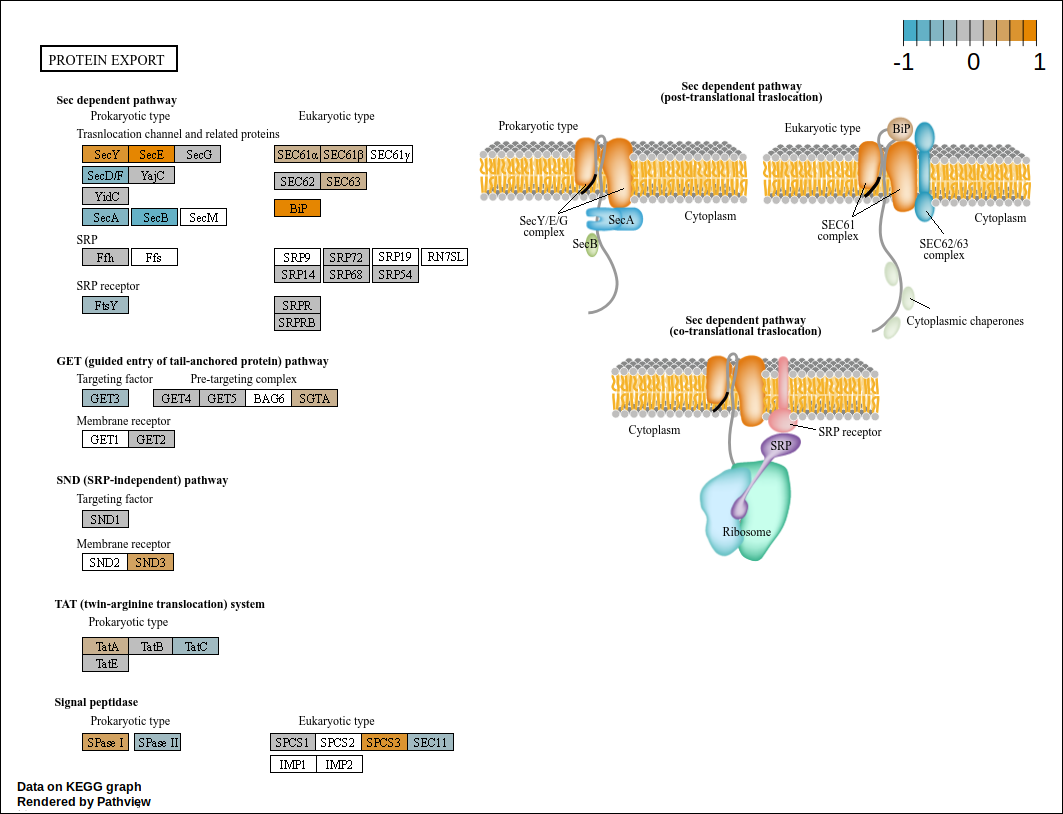 -1 0 1
PROTEIN EXPORT
Sec dependent pathway
Prokaryotic type Eukaryotic type
Trasnlocation channel and related proteins
SecY SecE SecG SEC61α SEC61β SEC61γ
SecD/F YajC SEC62 SEC63
YidC
BiP
SecA SecB SecM
SRP
Ffh Ffs SRP9 SRP72 SRP19 RN7SL
SRP14 SRP68 SRP54
SRP receptor
FtsY SRPR
SRPRB
GET (guided entry of tail-anchored protein) pathway
Targeting factor Pre-targeting complex
GET3 GET4 GET5 BAG6 SGTA
Membrane receptor
GET1 GET2
SND (SRP-independent) pathway
Targeting factor
SND1
Membrane receptor
SND2 SND3
TAT (twin-arginine translocation) system
Prokaryotic type
TatA TatB TatC
TatE
Signal peptidase
Prokaryotic type Eukaryotic type
SPase I SPase II SPCS1 SPCS2 SPCS3 SEC11
IMP1 IMP2
Data on KEGG graph
Rendered by Pathview
Sec dependent pathway
(post-translational traslocation)
Prokaryotic type
SecY/E/G
complex
SecA
SecB
Cytoplasm
Eukaryotic type
BiP
SEC61
complex
Cytoplasm
SEC62/63
complex
Cytoplasmic chaperones
Sec dependent pathway
(co-translational traslocation)
Cytoplasm
SRP receptor
SRP
Ribosome